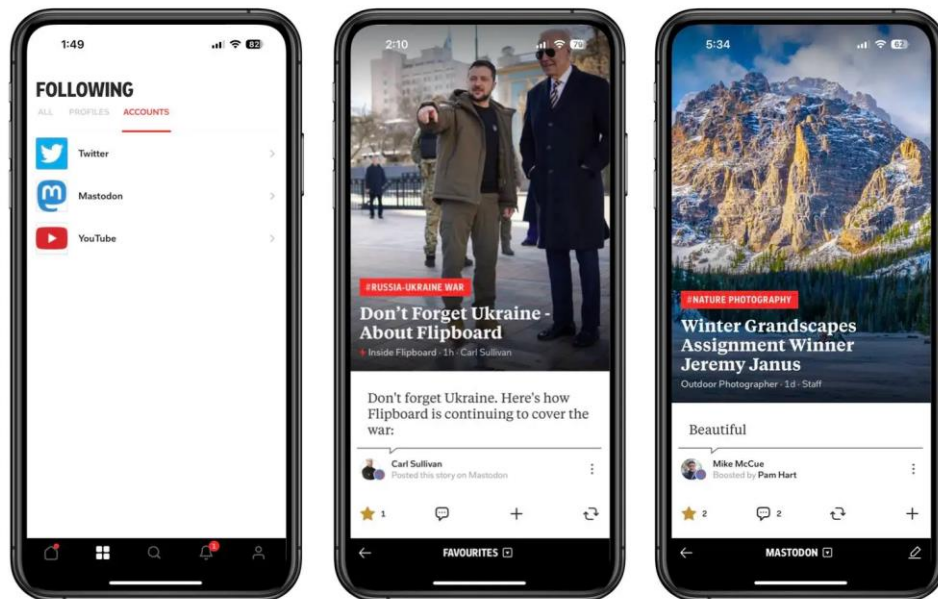 1:49
82
FOLLOWING
ALL PROFILES ACCOUNTS
Twitter
Mastodon
YouTube
1
2:10
#RUSSIA-UKRAINE WAR
Don't Forget Ukraine -
About Flipboard
Inside Flipboard · 1h · Carl Sullivan
Don't forget Ukraine. Here's how
Flipboard is continuing to cover the
war:
Carl Sullivan
Posted this story on Mastodon
1
FAVOURITES
5:34
#NATURE PHOTOGRAPHY
Winter Grandscapes
Assignment Winner
Jeremy Janus
Outdoor Photographer · 1d · Staff
Beautiful
Mike McCue
Boosted by Pam Hart
2 2
MASTODON